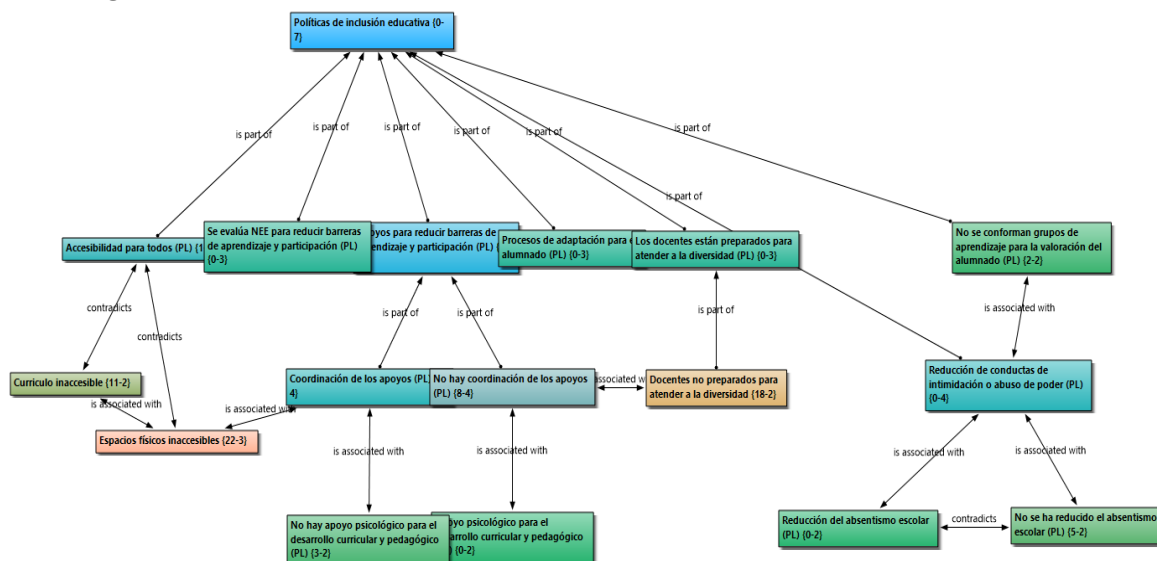 Políticas de inclusión educativa {0-
7}
is part of
is part of
is part of
is part of
is part of
is part of
is part of
is part of
Accesibilidad para todos (PL) {1
Se evalúa NEE para reducir barreras
de aprendizaje y participación (PL)
{0-3}
oyos para reducir barreras de
endizaje y participación (PL) {
Procesos de adaptación para e
alumnado (PL) {0-3}
Los docentes están preparados para
atender a la diversidad (PL) {0-3}
No se conforman grupos de
aprendizaje para la valoración del
alumnado (PL) {2-2}
contradicts
contradicts
is part of
is part of
is part of
is associated with
Curriculo inaccesible {11-2}
is associated with
Espacios físicos inaccesibles {22-3}
is associated with
Coordinación de los apoyos (PL)
4}
No hay coordinación de los apoyos
(PL) {8-4}
associated w
Docentes no preparados para
atender a la diversidad {18-2}
Reducción de conductas de
intimidación o abuso de poder (PL)
{0-4}
is associated with
is associated with
is associated with
is associated with
No hay apoyo psicológico para el
desarrollo curricular y pedagógico
(PL) {3-2}
oyo psicológico para el
arrollo curricular y pedagógico
(PL) {0-2}
Reducción del absentismo escolar
(PL) {0-2}
contradicts
No se ha reducido el absentismo
escolar (PL) {5-2}